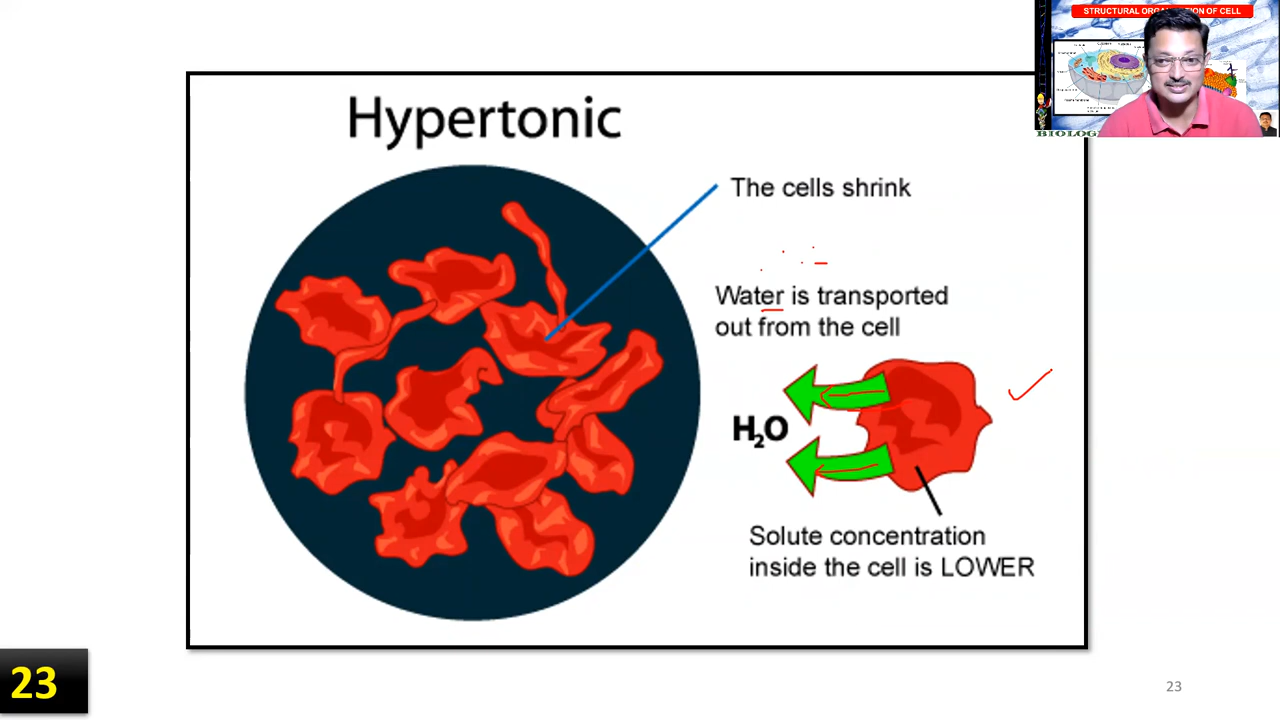 STRUCTURAL ORGANISATION OF CELL
Hypertonic
The cells shrink
Water is transported
out from the cell
H₂O
Solute concentration
inside the cell is LOWER
23
23